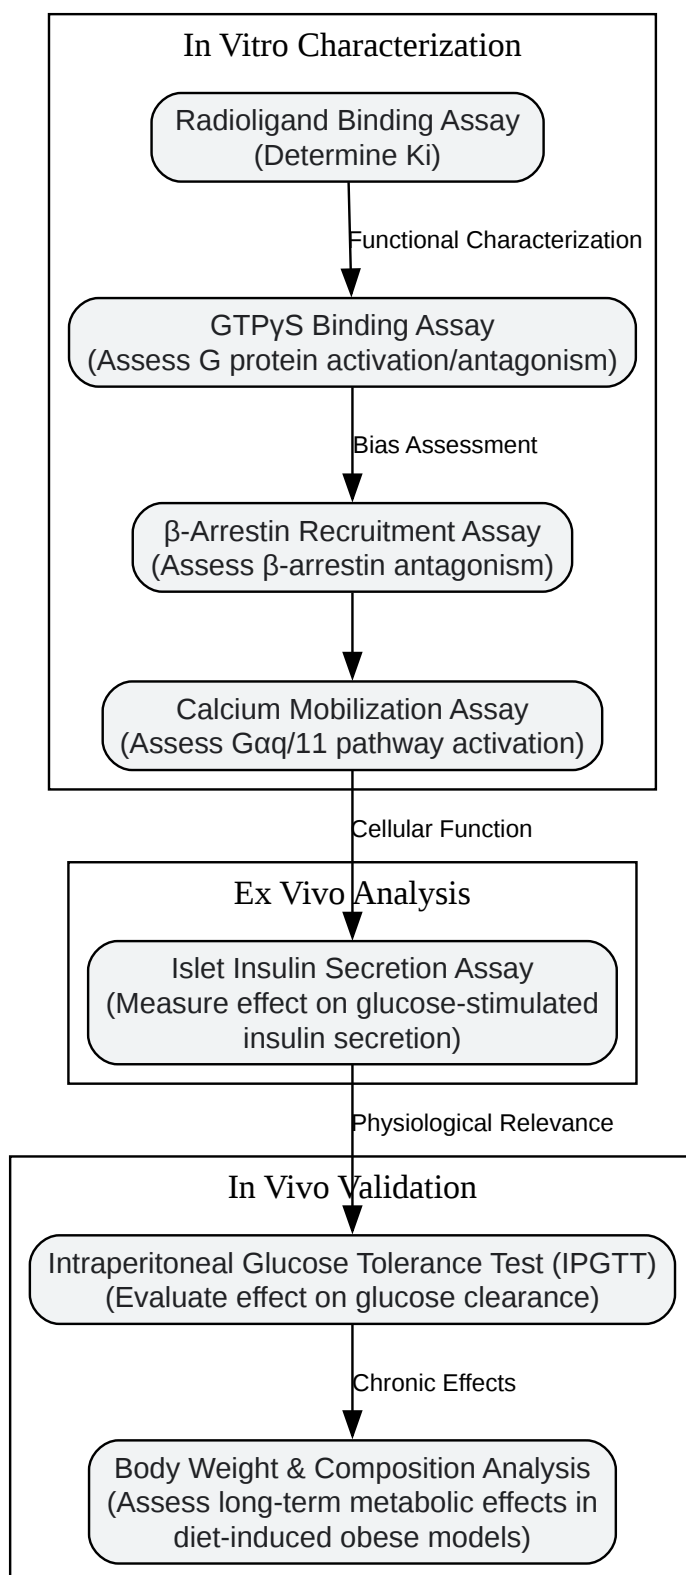 In Vitro Characterization
Radioligand Binding Assay
(Determine Ki)
Functional Characterization
GTPγS Binding Assay
(Assess G protein activation/antagonism)
Bias Assessment
β-Arrestin Recruitment Assay
(Assess β-arrestin antagonism)
Calcium Mobilization Assay
(Assess Gαq/11 pathway activation)
Cellular Function
Ex Vivo Analysis
Islet Insulin Secretion Assay
(Measure effect on glucose-stimulated
insulin secretion)
Physiological Relevance
In Vivo Validation
Intraperitoneal Glucose Tolerance Test (IPGTT)
(Evaluate effect on glucose clearance)
Chronic Effects
Body Weight & Composition Analysis
(Assess long-term metabolic effects in
diet-induced obese models)